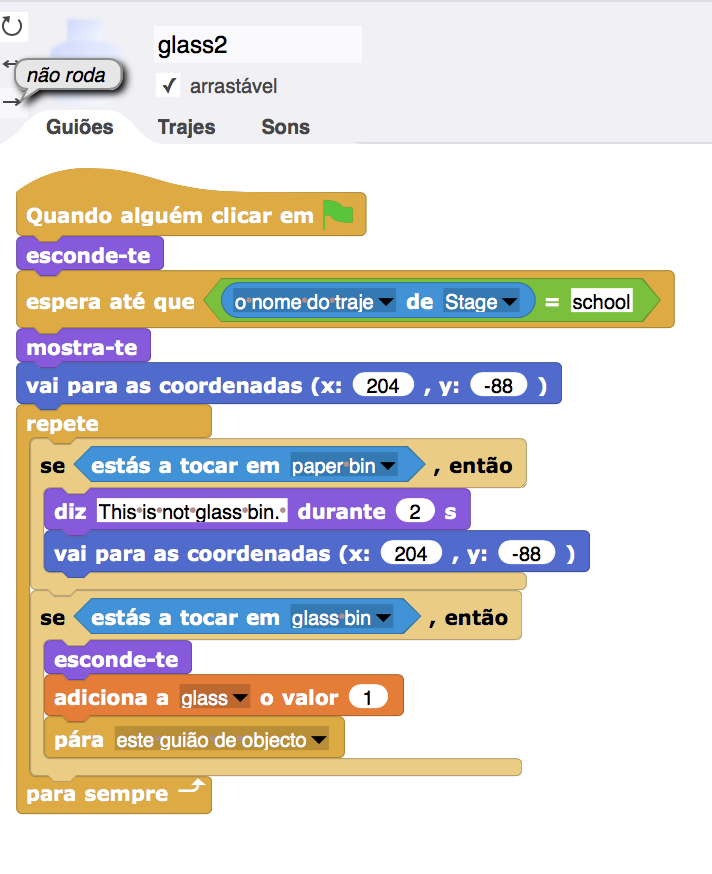 glass2
não roda
arrastável
Guiões Trajes Sons
Quando alguém clicar em
esconde-te
espera até que o nome do traje de Stage = school
mostra-te
vai para as coordenadas (x: 204 , y: -88 )
repete
se estás a tocar em paper bin , então
diz This is not glass bin. durante 2 s
vai para as coordenadas (x: 204 , y: -88 )
se estás a tocar em glass bin , então
esconde-te
adiciona a glass o valor 1
pára este guião de objecto
para sempre